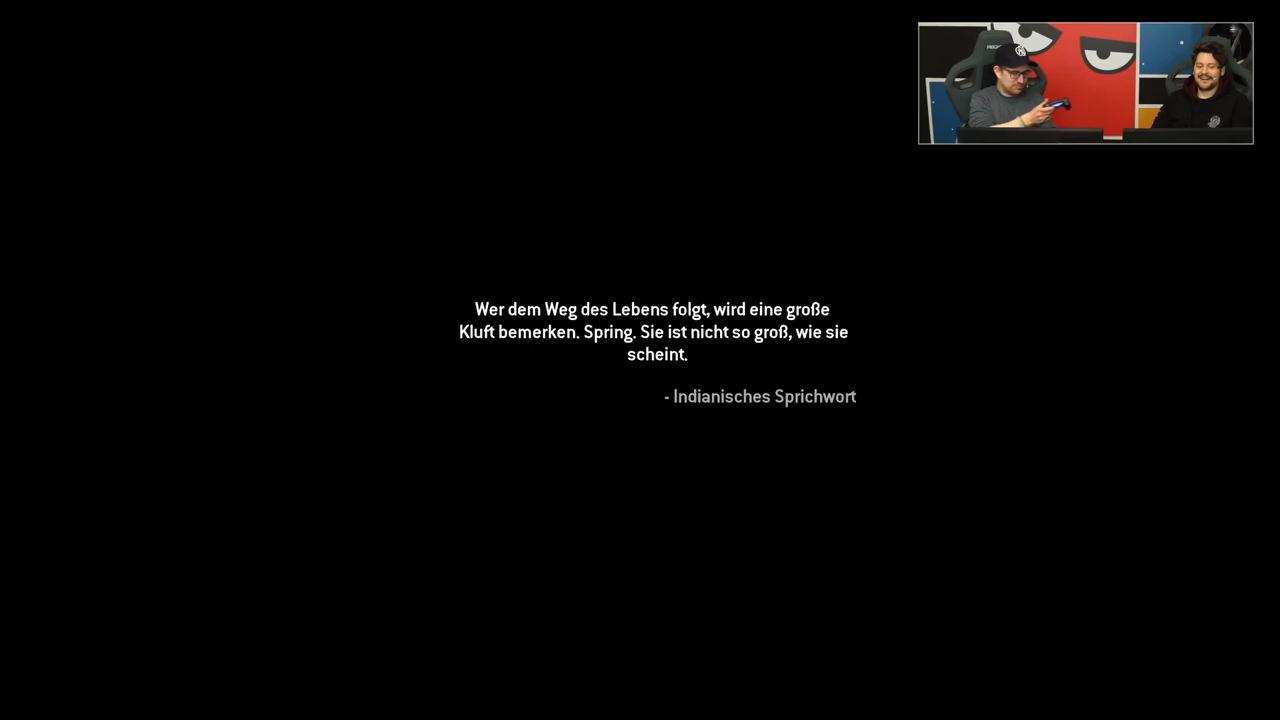 Wer dem Weg des Lebens folgt, wird eine große
Kluft bemerken. Spring. Sie ist nicht so groß, wie sie
scheint.
- Indianisches Sprichwort